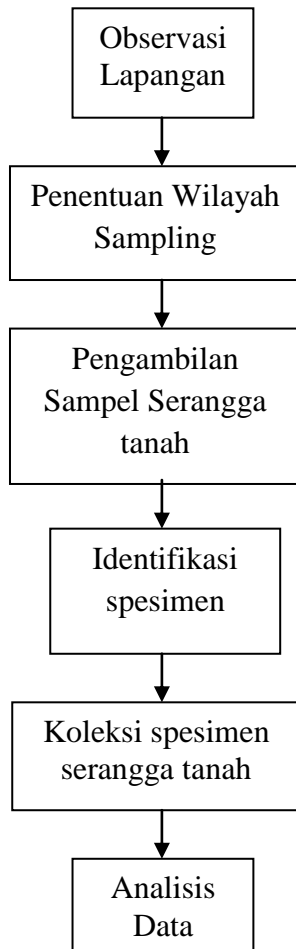 Observasi
Lapangan
Penentuan Wilayah
Sampling
Pengambilan
Sampel Serangga
tanah
Identifikasi
spesimen
Koleksi spesimen
serangga tanah
Analisis
Data